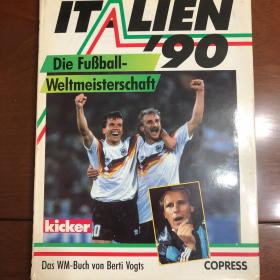 ITALIEN
'90
Die Fußball-
Weltmeisterschaft
kicker
Das WM-Buch von Berti Vogts
COPRESS